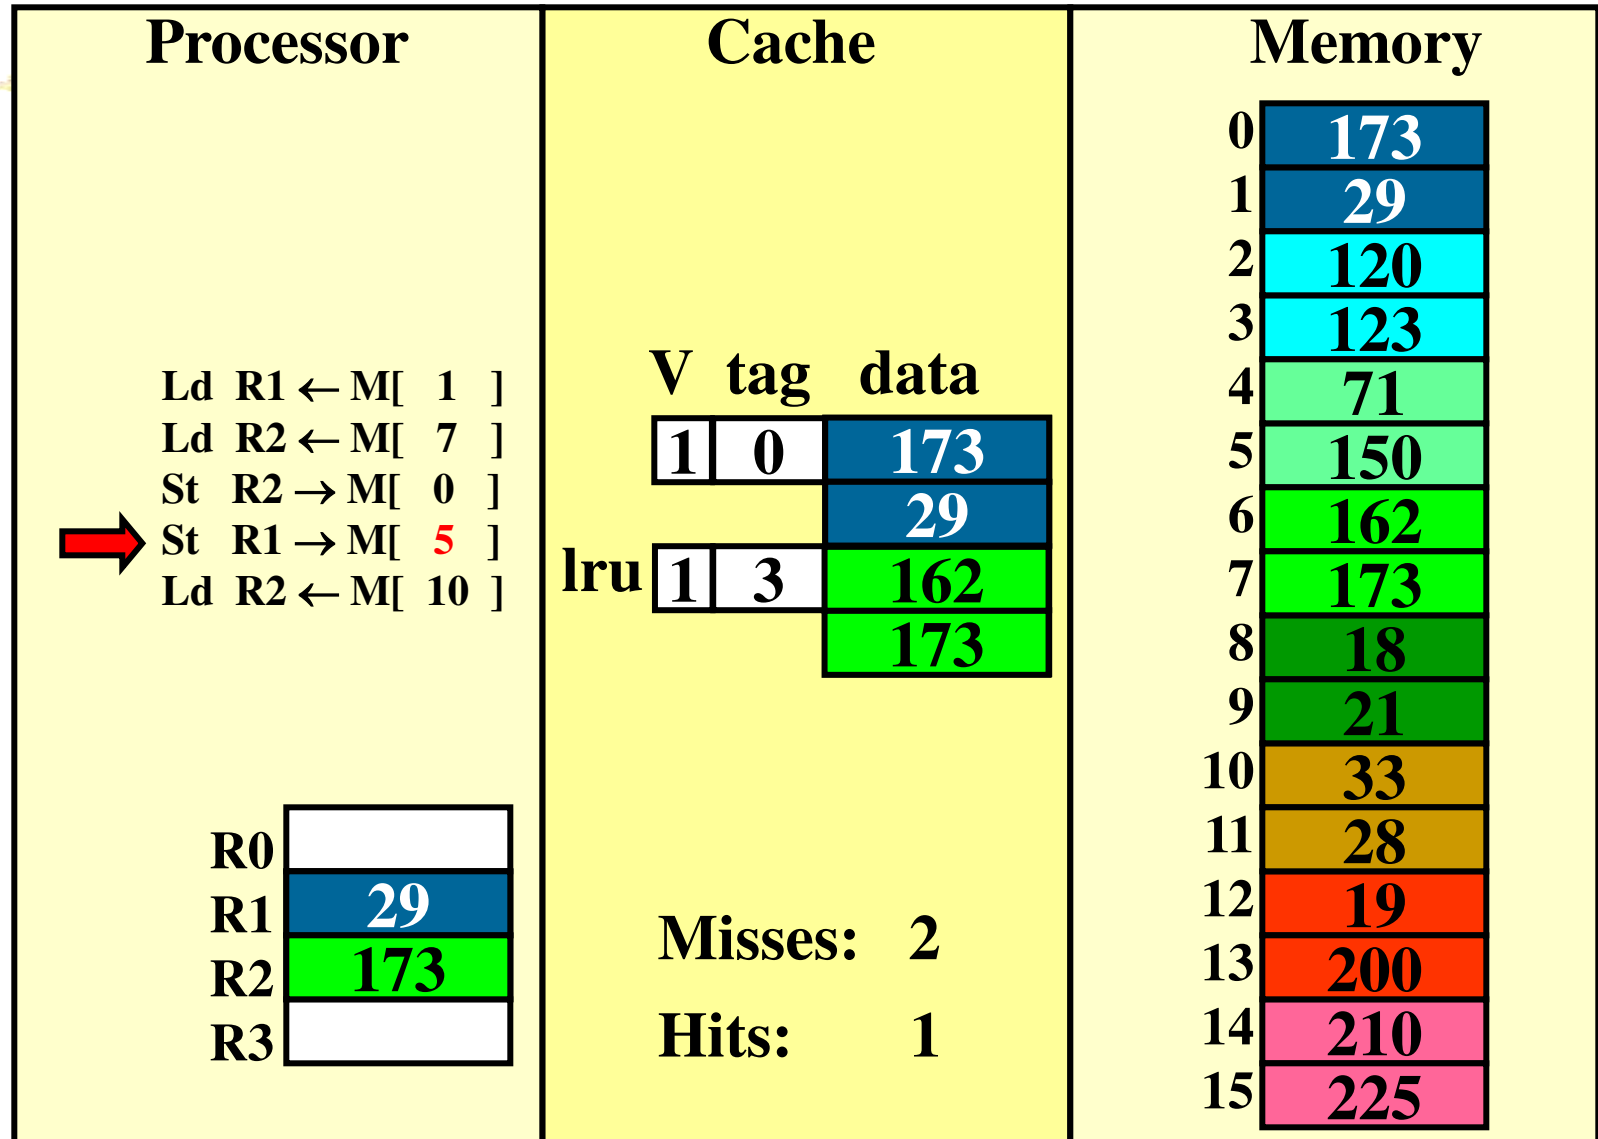 Processor
Ld R1 ← M[ 1 ]
Ld R2 ← M[ 7 ]
St R2 → M[ 0 ]
St R1 → M[ 5 ]
Ld R2 ← M[ 10 ]
R0
R1 29
R2 173
R3
Cache
V tag data
1 0 173
29
lru 1 3 162
173
Misses: 2
Hits: 1
Memory
0 173
1 29
2 120
3 123
4 71
5 150
6 162
7 173
8 18
9 21
10 33
11 28
12 19
13 200
14 210
15 225